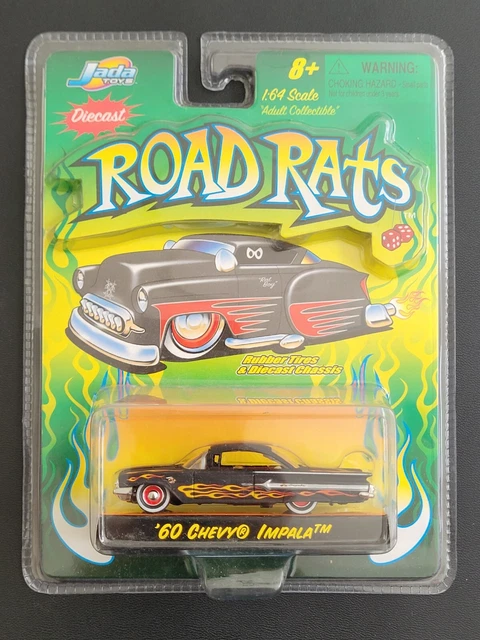 Jada
TOYS
Diecast
8+
1:64 Scale
"Adult Collectible"
WARNING:
CHOKING HAZARD
ROAD RATS™
Rubber Tires
& Diecast Chassis
'60 CHEVY® IMPALA™